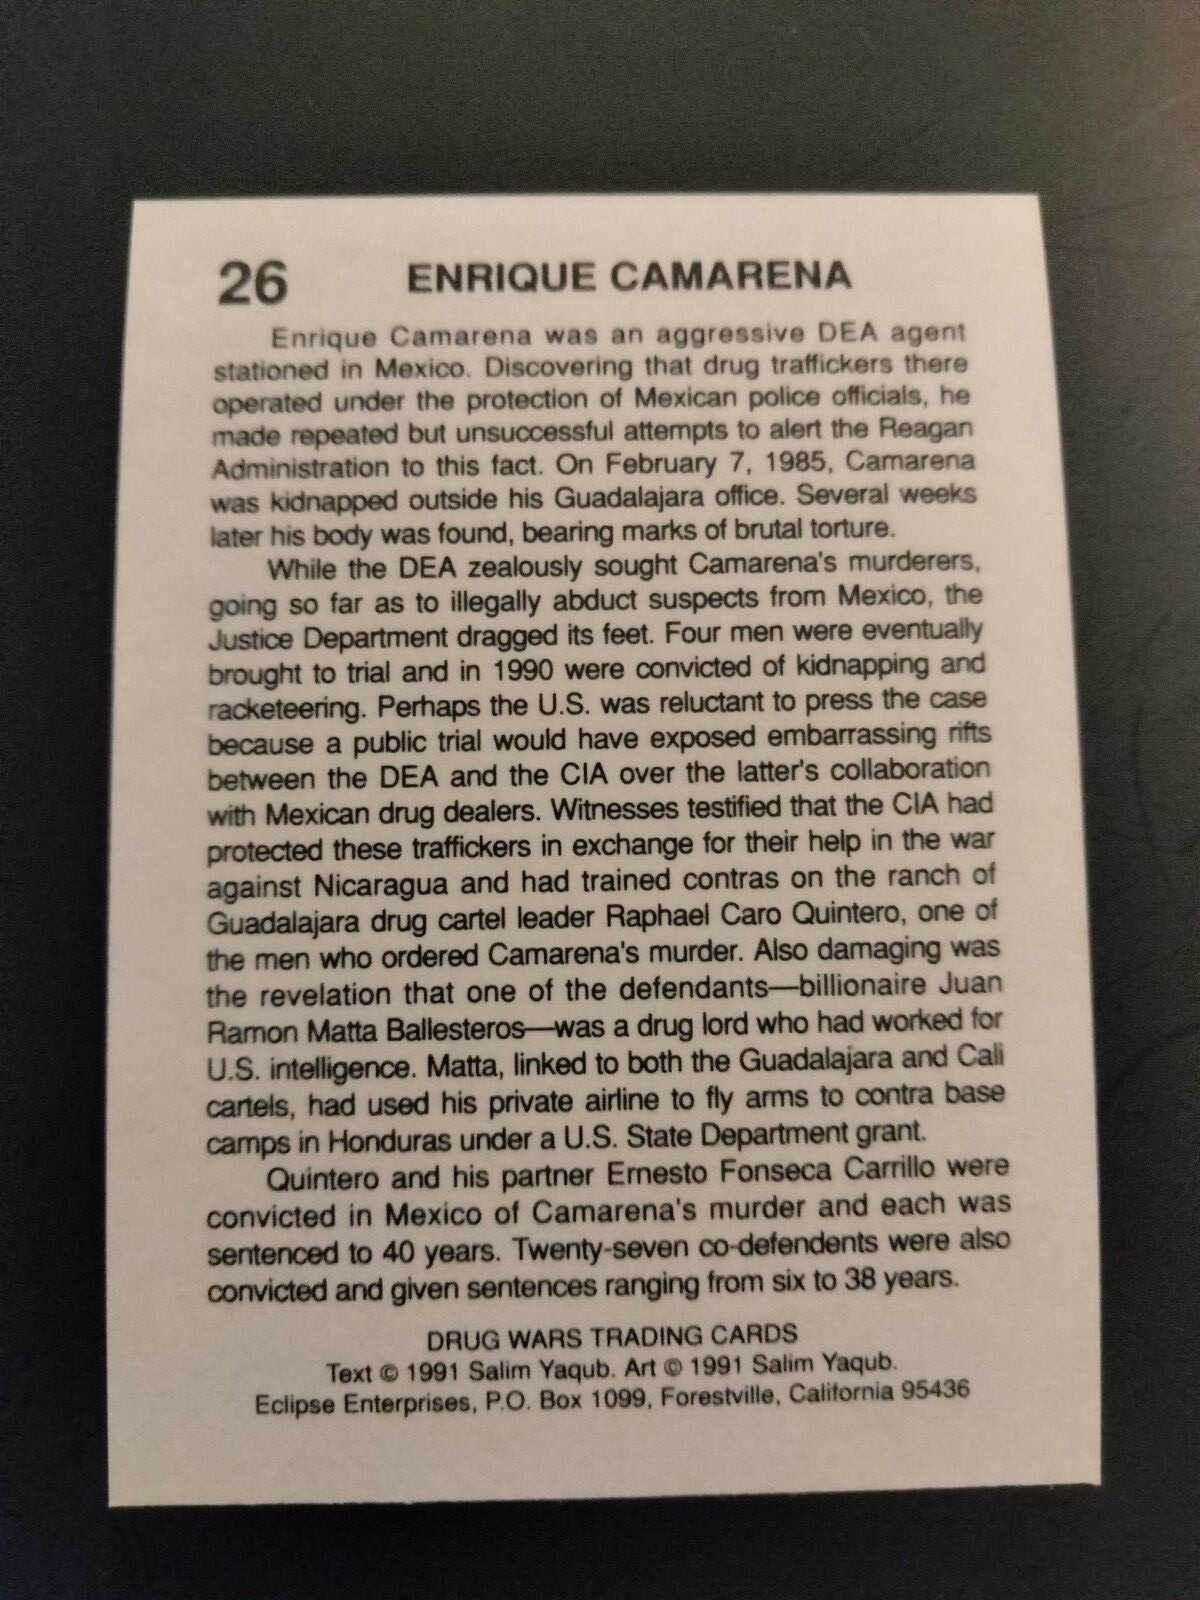 26 ENRIQUE CAMARENA
Enrique Camarena was an aggressive DEA agent
stationed in Mexico. Discovering that drug traffickers there
operated under the protection of Mexican police officials, he
made repeated but unsuccessful attempts to alert the Reagan
Administration to this fact. On February 7, 1985, Camarena
was kidnapped outside his Guadalajara office. Several weeks
later his body was found, bearing marks of brutal torture.
While the DEA zealously sought Camarena's murderers,
going so far as to illegally abduct suspects from Mexico, the
Justice Department dragged its feet. Four men were eventually
brought to trial and in 1990 were convicted of kidnapping and
racketeering. Perhaps the U.S. was reluctant to press the case
because a public trial would have exposed embarrassing rifts
between the DEA and the CIA over the latter's collaboration
with Mexican drug dealers. Witnesses testified that the CIA had
protected these traffickers in exchange for their help in the war
against Nicaragua and had trained contras on the ranch of
Guadalajara drug cartel leader Raphael Caro Quintero, one of
the men who ordered Camarena's murder. Also damaging was
the revelation that one of the defendants—billionaire Juan
Ramon Matta Ballesteros—was a drug lord who had worked for
U.S. intelligence. Matta, linked to both the Guadalajara and Cali
cartels, had used his private airline to fly arms to contra base
camps in Honduras under a U.S. State Department grant.
Quintero and his partner Ernesto Fonseca Carrillo were
convicted in Mexico of Camarena's murder and each was
sentenced to 40 years. Twenty-seven co-defendents were also
convicted and given sentences ranging from six to 38 years.
DRUG WARS TRADING CARDS
Text © 1991 Salim Yaqub. Art © 1991 Salim Yaqub.
Eclipse Enterprises, P.O. Box 1099, Forestville, California 95436